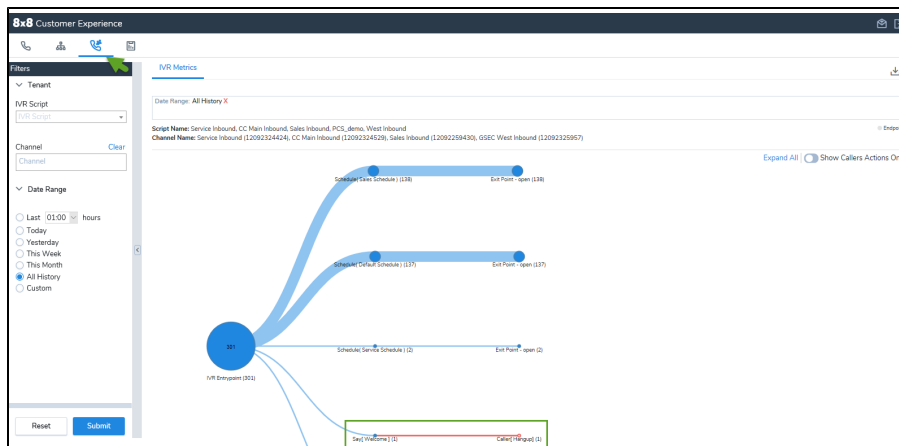 8x8 Customer Experience
Filters
IVR Metrics
Tenant
IVR Script
IVR Script
Channel Clear
Channel
Date Range
Last 01:00 hours
Today
Yesterday
This Week
This Month
All History
Custom
Reset Submit
Date Range: All History X
Script Name: Service Inbound, CC Main Inbound, Sales Inbound, PCS_demo, West Inbound
Channel Name: Service Inbound (12092324424), CC Main Inbound (12092324529), Sales Inbound (12092259430), GSEC West Inbound (12092325957)
Expand All Show Callers Actions On
Schedule( Sales Schedule ) (138) Exit Point - open (138)
Schedule( Default Schedule ) (137) Exit Point - open (137)
301
Schedule( Service Schedule ) (2) Exit Point - open (2)
IVR Entrypoint (301)
Say[ Welcome ] (1) Caller[ Hangup] (1)